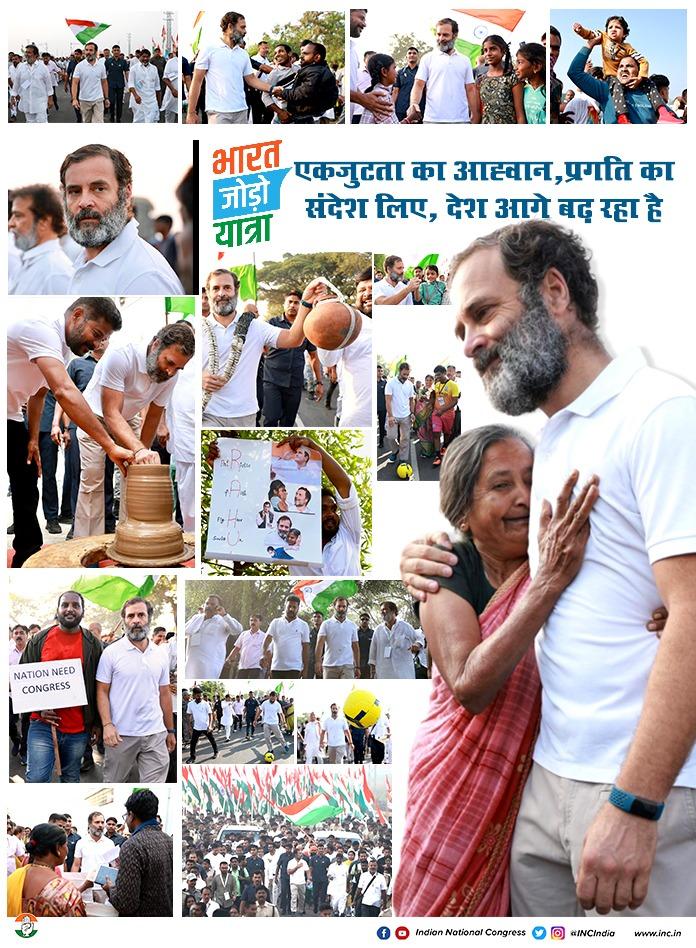 भारत
जोड़ो
यात्रा
एकजुटता का आह्वान,प्रगति का
संदेश लिए, देश आगे बढ़ रहा है
NATION NEED
CONGRESS
Indian National Congress @INCIndia www.inc.in